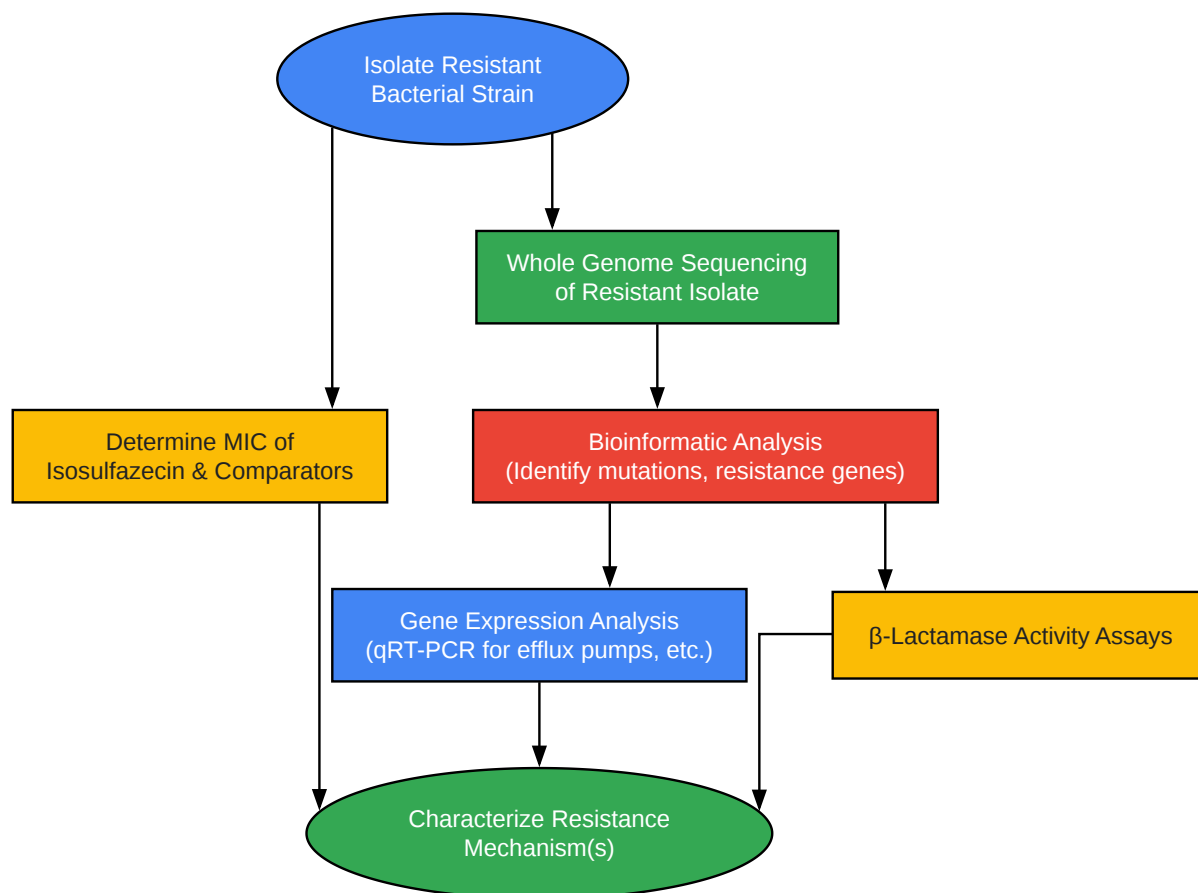 Isolate Resistant
Bacterial Strain
Whole Genome Sequencing
of Resistant Isolate
Determine MIC of
Isosulfazecin & Comparators
Bioinformatic Analysis
(Identify mutations, resistance genes)
Gene Expression Analysis
(qRT-PCR for efflux pumps, etc.)
β-Lactamase Activity Assays
Characterize Resistance
Mechanism(s)